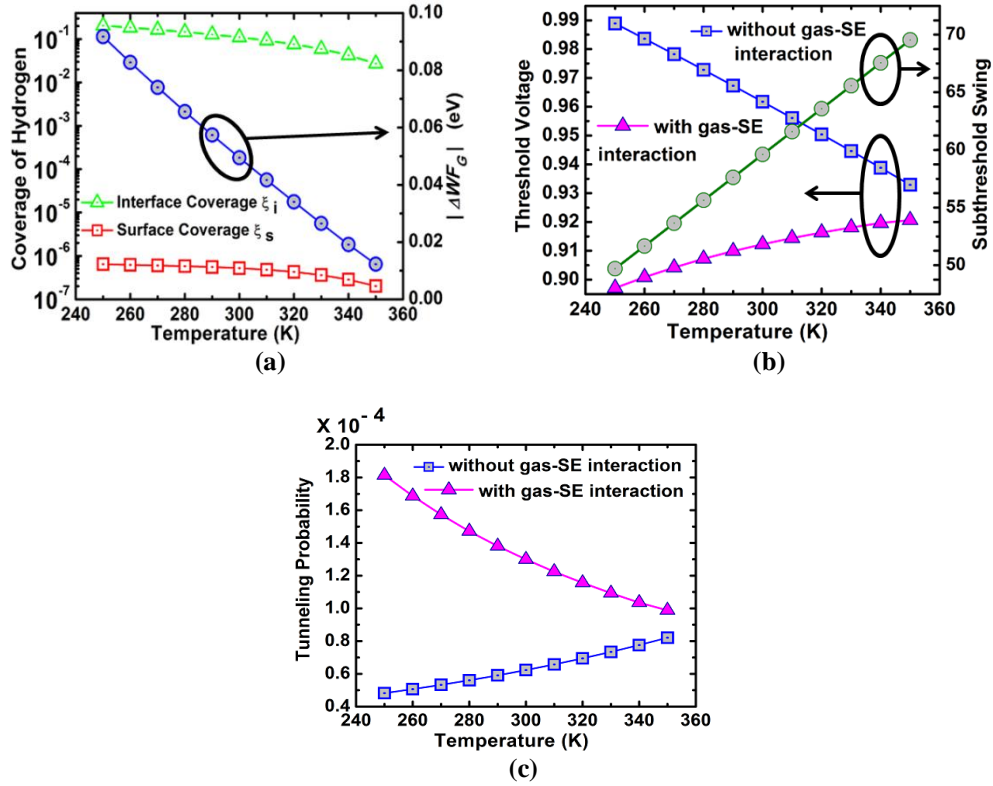 10⁻¹
10⁰
10⁻²
10⁻³
10⁻⁴
10⁻⁵
10⁻⁶
10⁻⁷
Coverage of Hydrogen
Interface Coverage ξi
Surface Coverage ξs
0.10
0.08
0.06
0.04
0.02
0.00
| ΔWF_G | (eV)
240 260 280 300 320 340 360
Temperature (K)
(a)
0.99
0.98
0.96
0.95
0.93
0.92
0.91
0.90
Threshold Voltage
without gas-SE
interaction
with gas-SE
interaction
70
65
60
55
50
Subthreshold Swing
240 260 280 300 320 340 360
Temperature (K)
(b)
X 10⁻⁴
2.0
1.8
1.6
1.4
1.2
1.0
0.8
0.6
0.4
Tunneling Probability
without gas-SE interaction
with gas-SE interaction
240 260 280 300 320 340 360
Temperature (K)
(c)